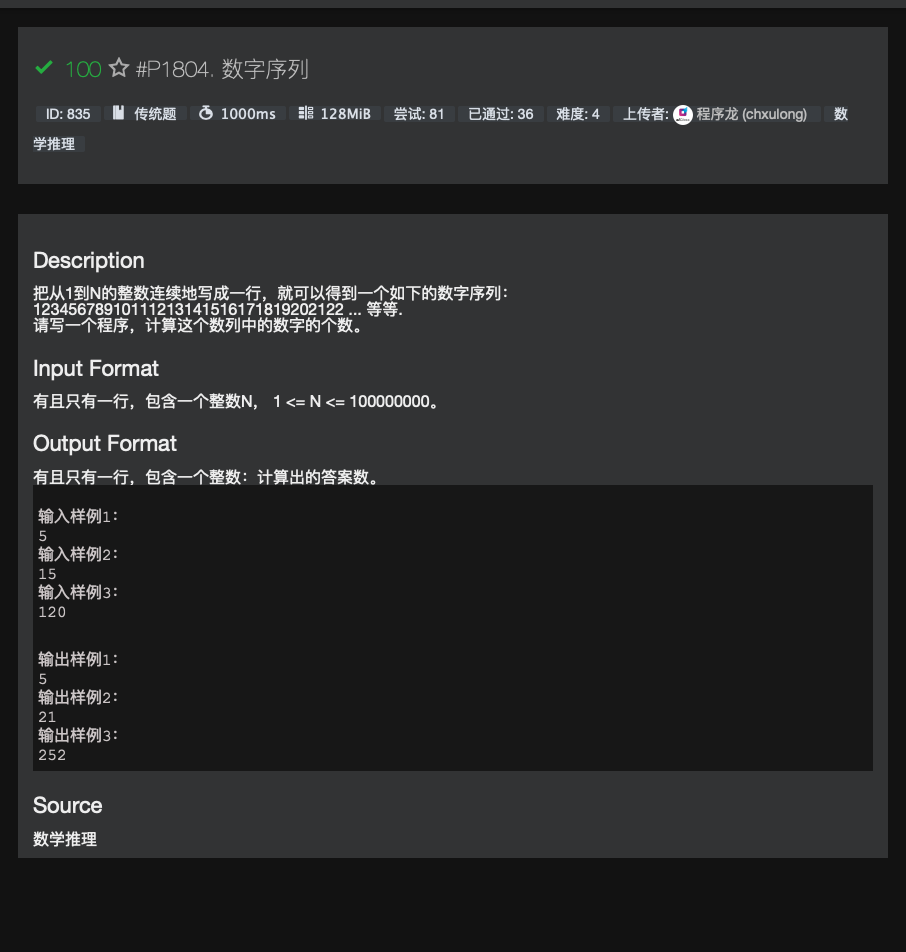 100 #P1804. 数字序列
ID: 835 传统题 1000ms 128MiB 尝试: 81 已通过: 36 难度: 4 上传者: 程序龙 (chxulong) 数
学推理
Description
把从1到N的整数连续地写成一行，就可以得到一个如下的数字序列：
12345678910111213141516171819202122 ... 等等.
请写一个程序，计算这个数列中的数字的个数。
Input Format
有且只有一行，包含一个整数N， 1 <= N <= 100000000。
Output Format
有且只有一行，包含一个整数：计算出的答案数。
输入样例1:
5
输入样例2:
15
输入样例3:
120
输出样例1:
5
输出样例2:
21
输出样例3:
252
Source
数学推理